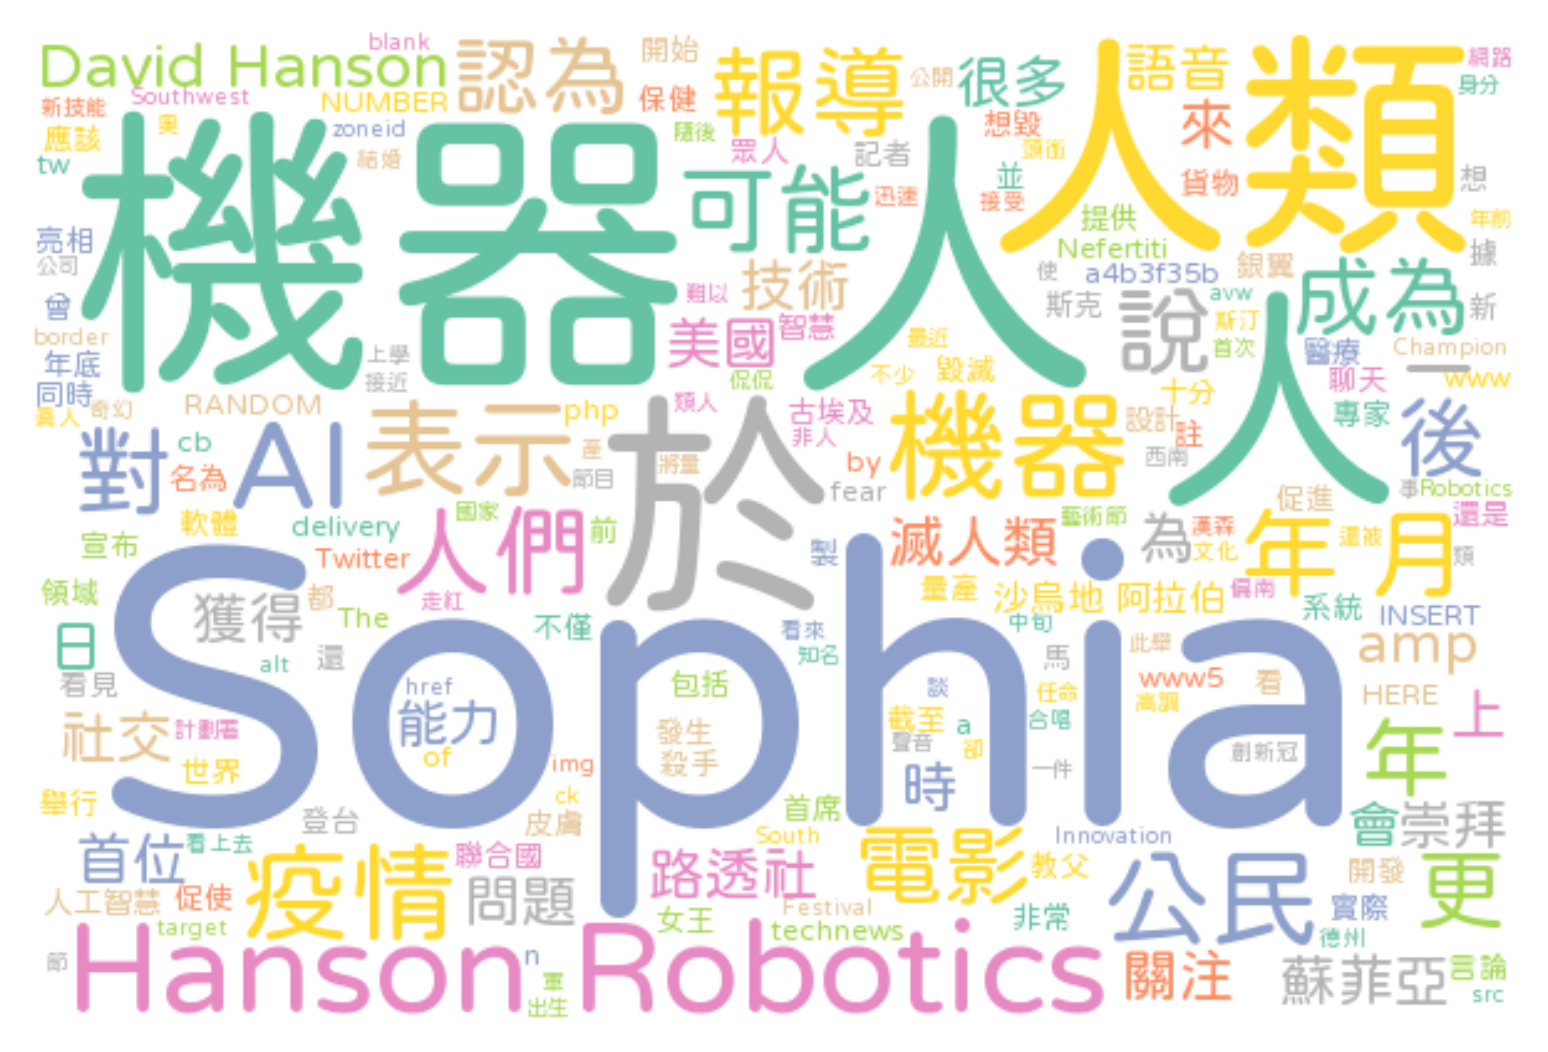 blank
David Hanson 認為 開始 報導 公開 很多 語音 人類 網路
身分
新技能 Southwest NUMBER 保健
應該 奧 zoneid 隨後 想毀 來
tw 結婚 眾人 記者 頭銜
機器人 可能 迅速 並 接受 貨物 想
提供 年前
亮相 Nefertiti 據
公司 技術 使 a4b3f35b 銀翼 成為
曾 難以 斯克 說 avw 新
border 美國 智慧 最近 斯汀
年底 上學 首次 醫療 Champion
同時 接近 侃侃 不少 毀滅 人 聊天 一 www
真人 奇幻 RANDOM 表示 php 類人 古埃及 機器 十分 專家 後
對 cb AI 產 於 非人 設計 註
名為 節目 將量 by 西南
fear 促進 事 Robotics
軟體 delivery 國家 前 滅人類 藝術節 為 漢森 年 還被 月 還是
宣布 Twitter 人們 製 文化 類
領域 走紅 量產 沙烏地 阿拉伯 偏南 系統
獲得 都 The 不僅 看來 中旬 INSERT
日 alt 還 知名 馬 此舉 amp
看見 Sophia
href 包括 談 www5 看 HERE
社交 計劃署 能力 發生 截至 a 任命 高調 上
世界 of img 殺手 聲音 卻 合唱 創新冠 年
舉行 ck 時 一件
登台 皮膚 首席 會 崇拜
首位 看上去 South 電影 Innovation
疫情 聯合國 路透社 教父 公民 開發 更
人工智慧 促使 問題 Festival 實際
target 女王 technews 非常 德州
節 Hanson Robotics n 軍 關注 蘇菲亞 言論
出生 src